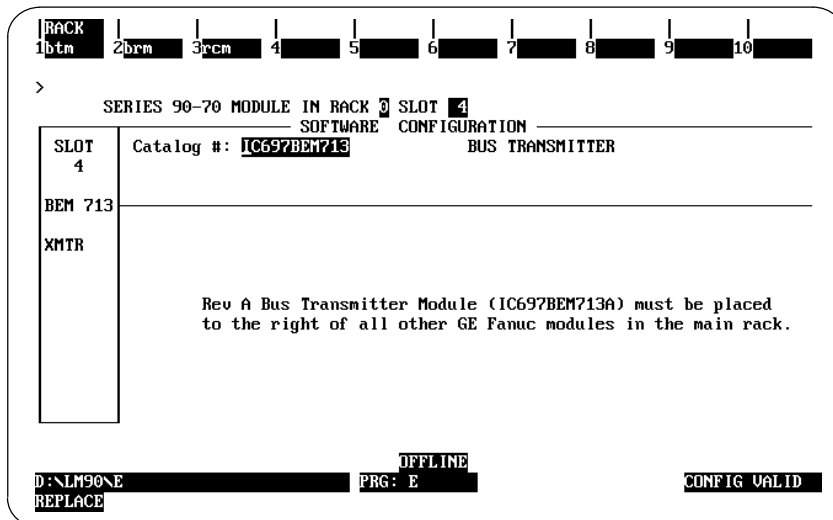 RACK
1btm 2brm 3rcm 4 5 6 7 8 9 10
>
SERIES 90-70 MODULE IN RACK 0 SLOT 4
SOFTWARE CONFIGURATION
SLOT Catalog #: IC697BEM713 BUS TRANSMITTER
4
BEM 713
XMTR
Rev A Bus Transmitter Module (IC697BEM713A) must be placed
to the right of all other GE Fanuc modules in the main rack.
OFFLINE
D:\LM90\E PRG: E CONFIG VALID
REPLACE